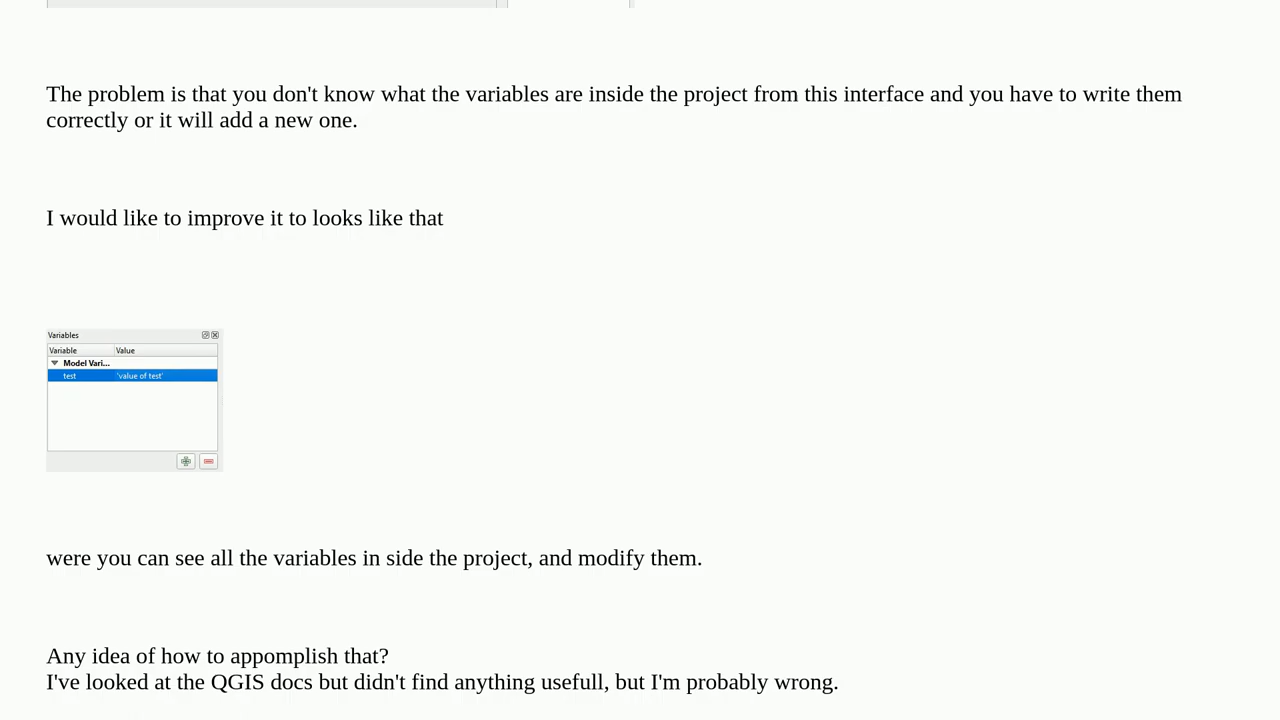 The problem is that you don't know what the variables are inside the project from this interface and you have to write them
correctly or it will add a new one.
I would like to improve it to looks like that
Variables
Variable Value
Model Vari...
test 'value of test'
were you can see all the variables in side the project, and modify them.
Any idea of how to appomplish that?
I've looked at the QGIS docs but didn't find anything usefull, but I'm probably wrong.